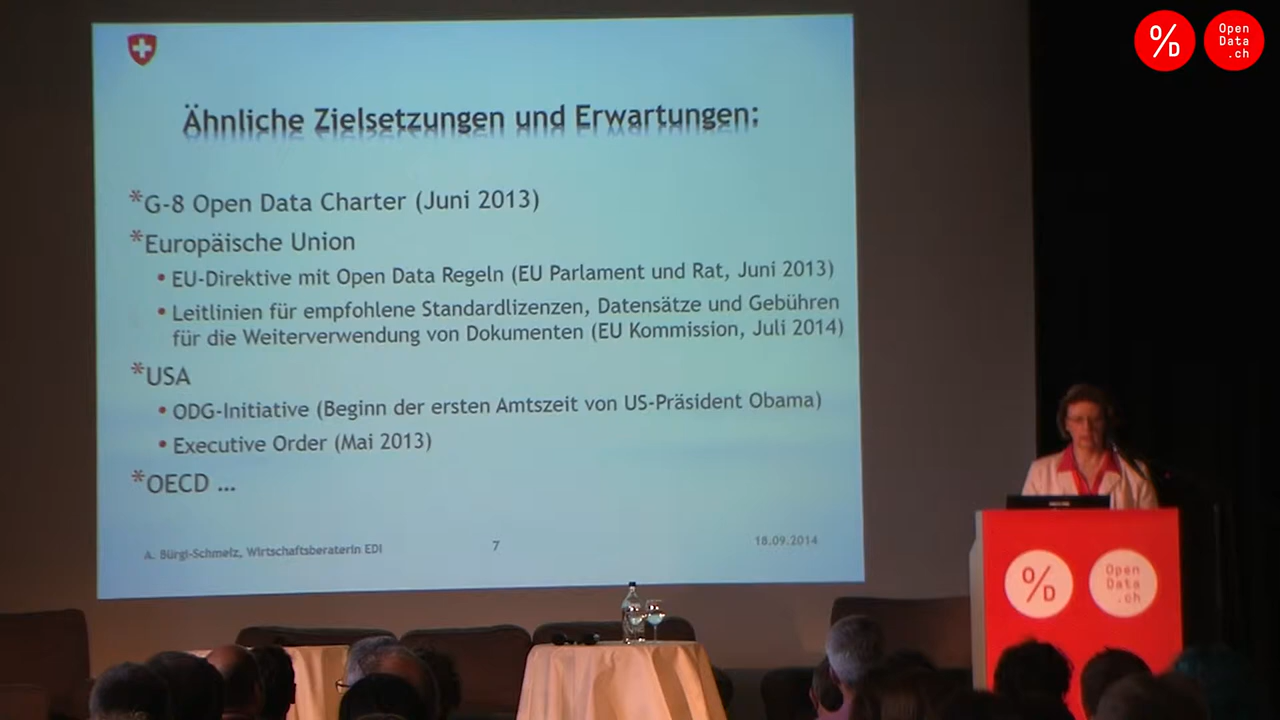 Ähnliche Zielsetzungen und Erwartungen:
*G-8 Open Data Charter (Juni 2013)
*Europäische Union
• EU-Direktive mit Open Data Regeln (EU Parlament und Rat, Juni 2013)
• Leitlinien für empfohlene Standardlizenzen, Datensätze und Gebühren
für die Weiterverwendung von Dokumenten (EU Kommission, Juli 2014)
*USA
• ODG-Initiative (Beginn der ersten Amtszeit von US-Präsident Obama)
• Executive Order (Mai 2013)
*OECD ...
A. Bürgi-Schmelz, Wirtschaftsberaterin EDI
7
18.09.2014
%D
Open
Data
.ch
%D
Open
Data
.ch